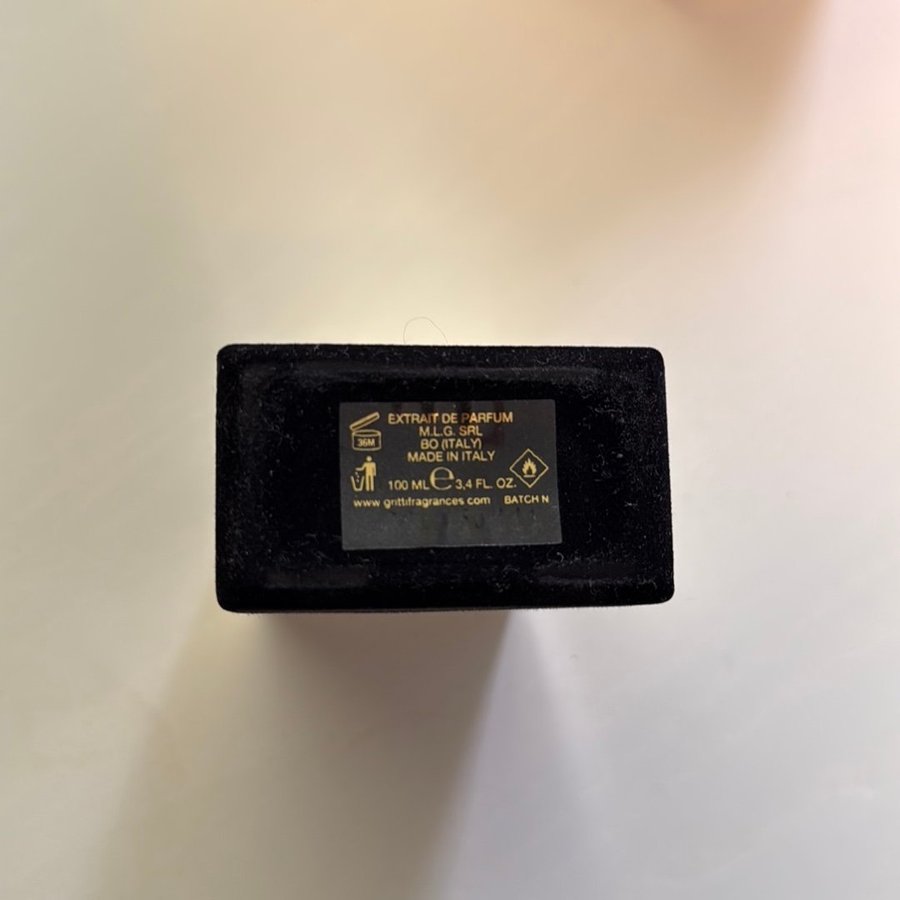 EXTRAIT DE PARFUM
M.L.G. SRL
36M
BO (ITALY)
MADE IN ITALY
100 ML e 3,4 FL. OZ.
www.grittifragrances.com BATCH N